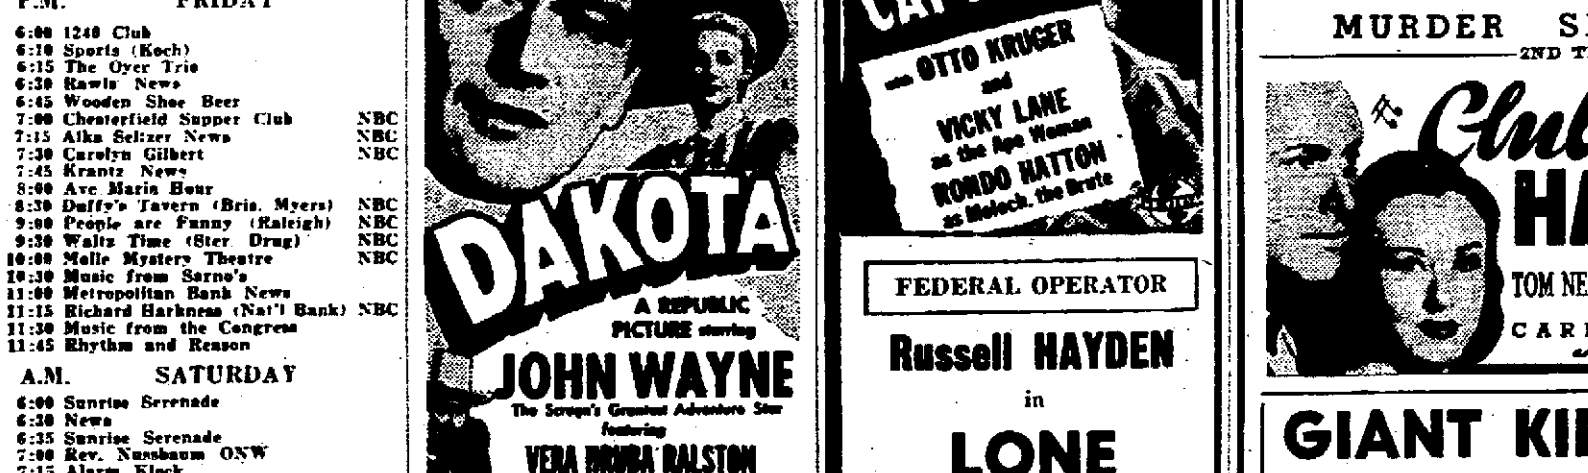 P.M. FRIDAY
6:00 1240 Club
6:10 Sports (Koch)
6:15 The Oyer Trio
6:30 Rawls' News
6:45 Wooden Shoe Beer
7:00 Chesterfield Supper Club NBC
7:15 Alka Seltzer News NBC
7:30 Carolyn Gilbert NBC
7:45 Krantz News
8:00 Ave Maria Hour
8:30 Duffy's Tavern (Bris. Myers) NBC
9:00 People are Funny (Raleigh) NBC
9:30 Waltz Time (Ster. Drug) NBC
10:00 Molle Mystery Theatre NBC
10:30 Music from Sarno's
11:00 Metropolitan Bank News
11:15 Richard Harkness (Nat'l Bank) NBC
11:30 Music from the Congress
11:45 Rhythm and Reason
A.M. SATURDAY
6:00 Sunrise Serenade
6:30 News
6:35 Sunrise Serenade
7:00 Rev. Nussbaum ONW
7:15 Alarm Klock
DAKOTA
A REPUBLIC
PICTURE starring
JOHN WAYNE
The Screen's Greatest Adventure Star
featuring
VERA HRUBA RALSTON
with OTTO KRUGER
and
VICKY LANE
as the Ape Woman
RONDO HATTON
as Moloch, the Brute
FEDERAL OPERATOR
Russell HAYDEN
in
LONE
MURDER
2ND
Club
HA
TOM NE
CAR
GIANT KI